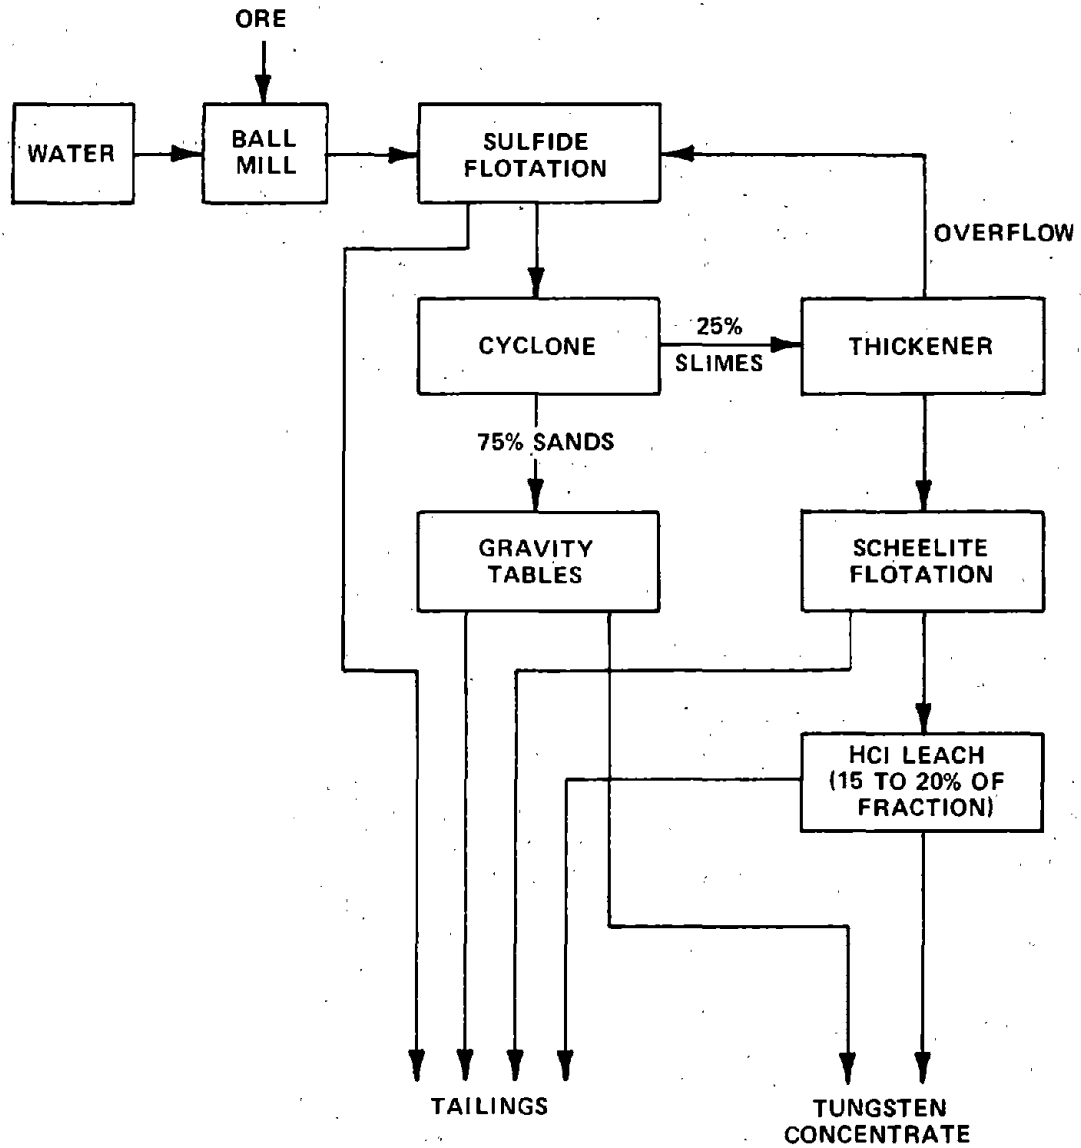 ORE
WATER
BALL
MILL
SULFIDE
FLOTATION
OVERFLOW
CYCLONE
25%
SLIMES
THICKENER
75% SANDS
GRAVITY
TABLES
SCHEELITE
FLOTATION
HCl LEACH
(15 TO 20% OF
FRACTION)
TAILINGS
TUNGSTEN
CONCENTRATE